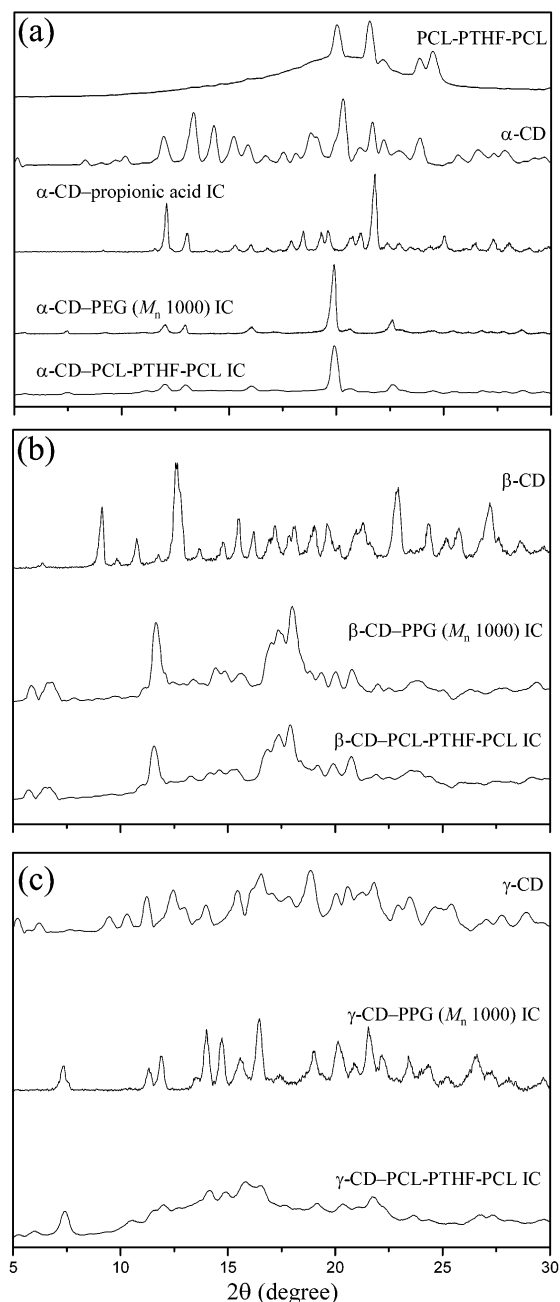 (a)
PCL-PTHF-PCL
α-CD
α-CD–propionic acid IC
α-CD–PEG (Mn 1000) IC
α-CD–PCL-PTHF-PCL IC
(b)
β-CD
β-CD–PPG (Mn 1000) IC
β-CD–PCL-PTHF-PCL IC
(c)
γ-CD
γ-CD–PPG (Mn 1000) IC
γ-CD–PCL-PTHF-PCL IC
5 10 15 20 25 30
2θ (degree)